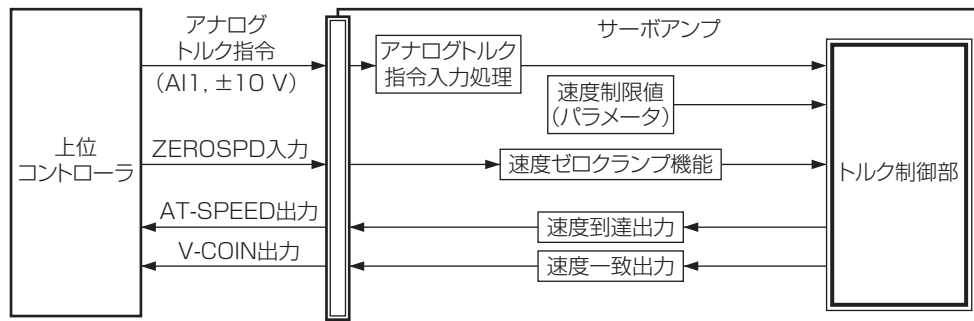 アナログ
トルク指令
(AI1, ±10 V)
サーボアンプ
アナログトルク
指令入力処理
速度制限値
(パラメータ)
上位
コントローラ
ZEROSPD入力
速度ゼロクランプ機能
トルク制御部
AT-SPEED出力
速度到達出力
V-COIN出力
速度一致出力